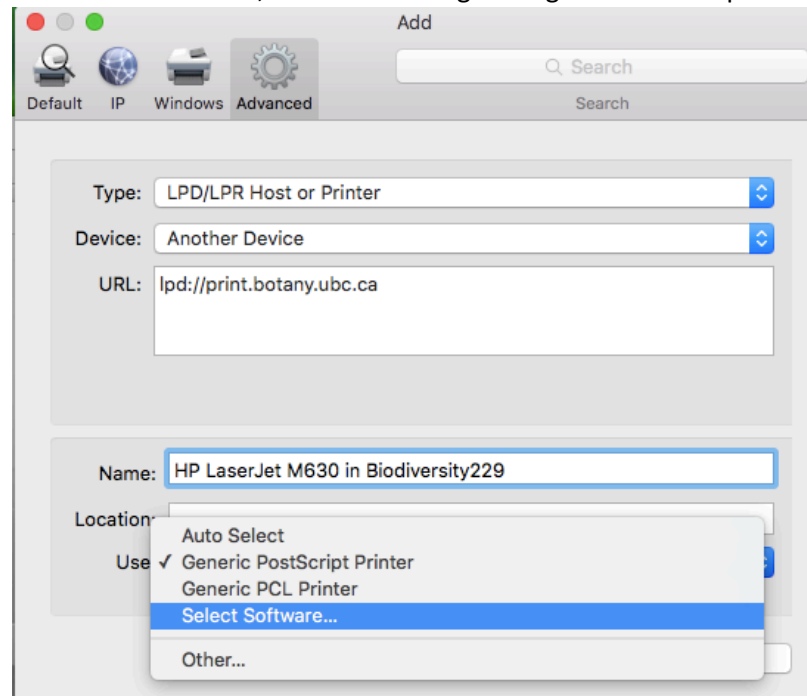 Add
Search
Default IP Windows Advanced Search
Type: LPD/LPR Host or Printer
Device: Another Device
URL: lpd://print.botany.ubc.ca
Name: HP LaserJet M630 in Biodiversity229
Location:
Auto Select
Use ✓ Generic PostScript Printer
Generic PCL Printer
Select Software...
Other...